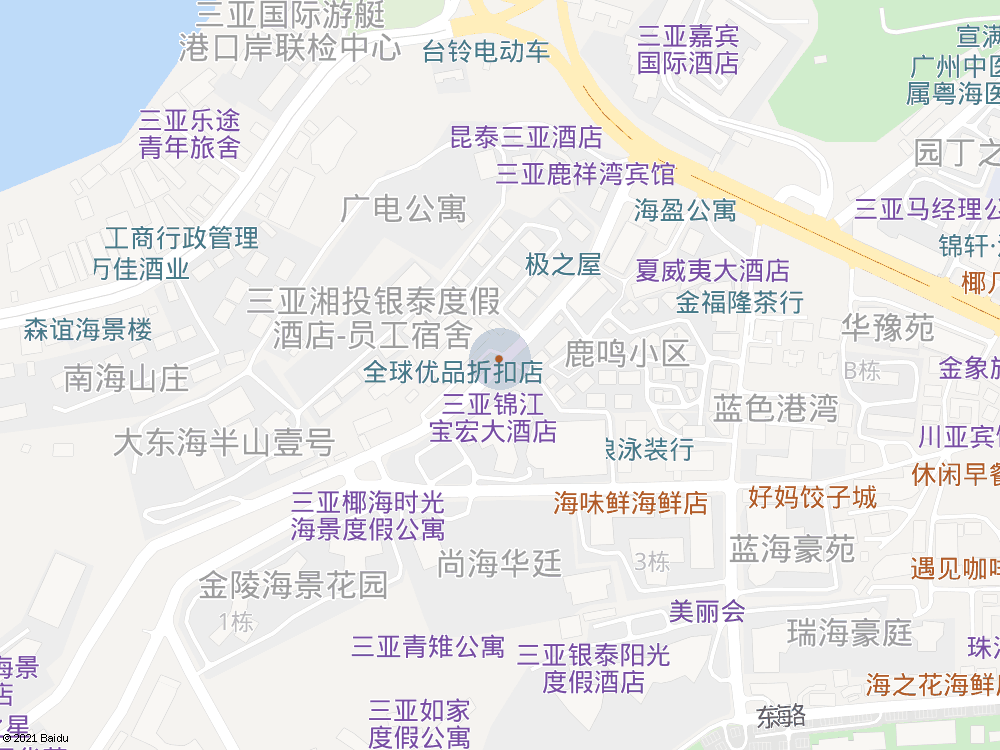 三亚国际游艇
港口岸联检中心
台铃电动车
三亚嘉宾
国际酒店
宣满
广州中医
属粤海医
三亚乐途
青年旅舍
昆泰三亚酒店
园丁之
三亚鹿祥湾宾馆
广电公寓
海盈公寓
三亚马经理公
工商行政管理
锦轩·
万佳酒业
极之屋
夏威夷大酒店
金福隆茶行
三亚湘投银泰度假
酒店-员工宿舍
森谊海景楼
华豫苑
鹿鸣小区
全球优品折扣店
南海山庄
B栋
金象旅
三亚锦江
宝宏大酒店
蓝色港湾
大东海半山壹号
浪泳装行
川亚宾馆
休闲早餐
三亚椰海时光
海景度假公寓
海味鲜海鲜店
好妈饺子城
尚海华廷
3栋
蓝海豪苑
金陵海景花园
遇见咖啡
1栋
美丽会
瑞海豪庭
三亚青雉公寓
三亚银泰阳光
度假酒店
海景
店
海之花海鲜店
三亚如家
度假公寓
东海路
© 2021 Baidu